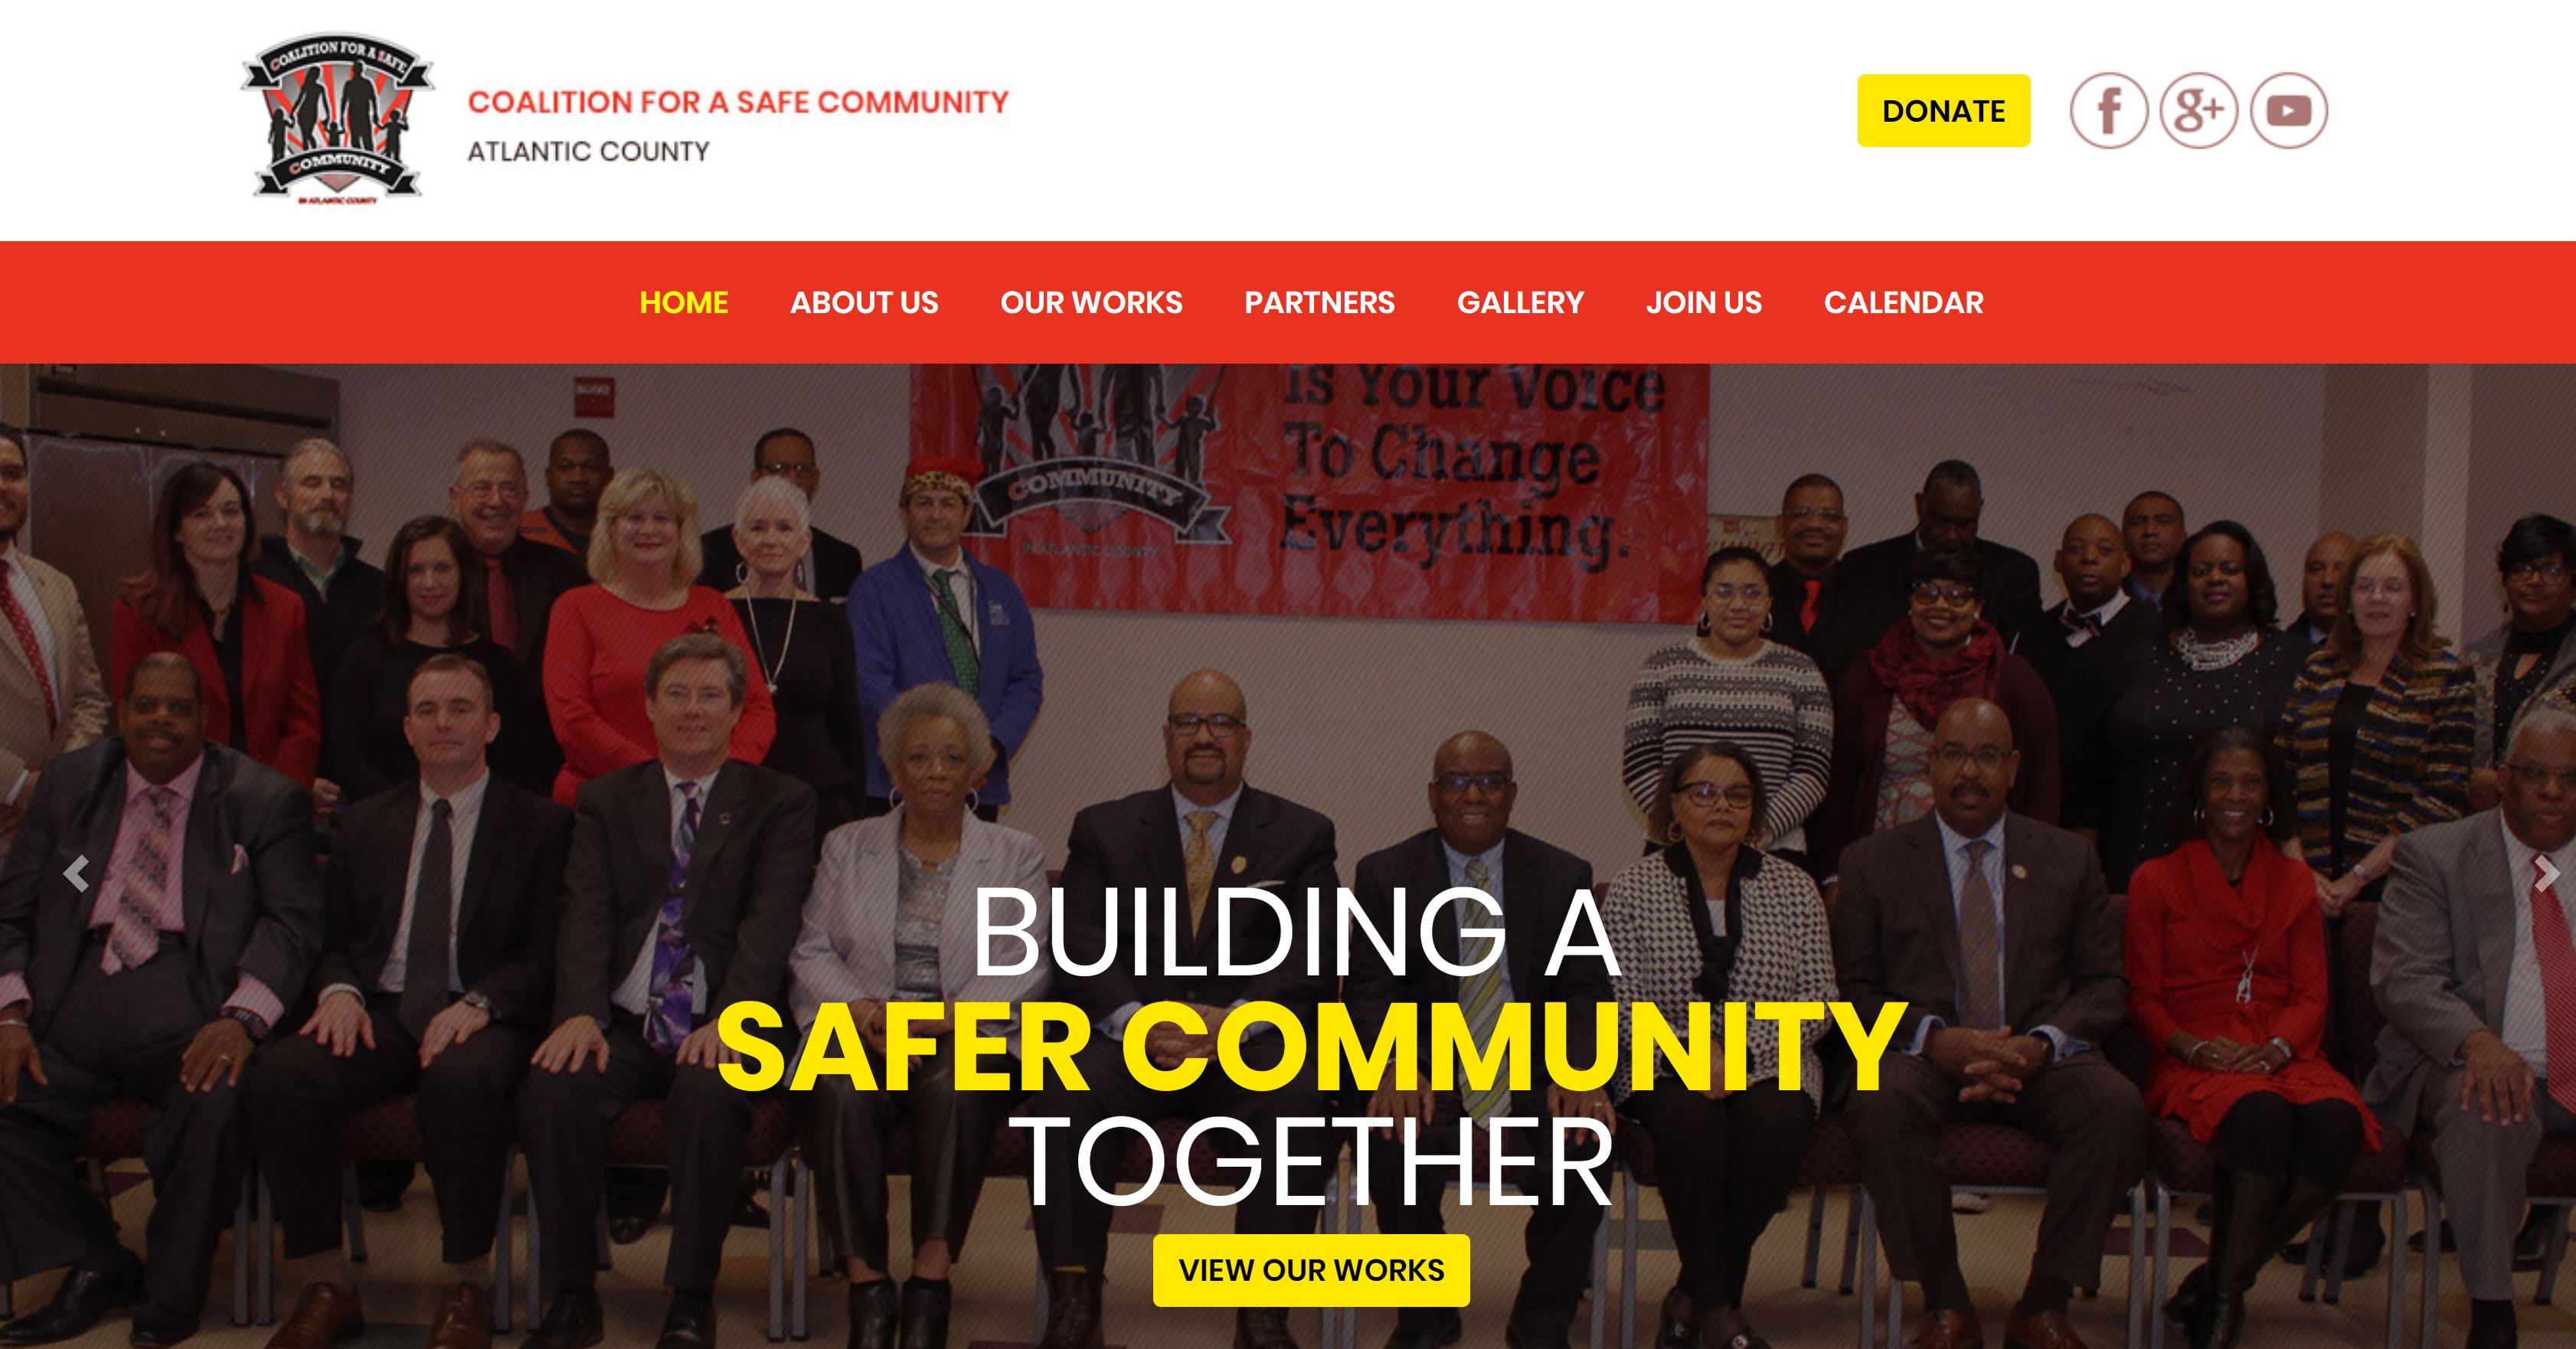 COALITION FOR A SAFE
COMMUNITY
IN ATLANTIC COUNTY
COALITION FOR A SAFE COMMUNITY
ATLANTIC COUNTY
DONATE
f
g+
HOME
ABOUT US
OUR WORKS
PARTNERS
GALLERY
JOIN US
CALENDAR
Is Your Voice
To Change
Everything.
COMMUNITY
IN ATLANTIC COUNTY
BUILDING A
SAFER COMMUNITY
TOGETHER
VIEW OUR WORKS